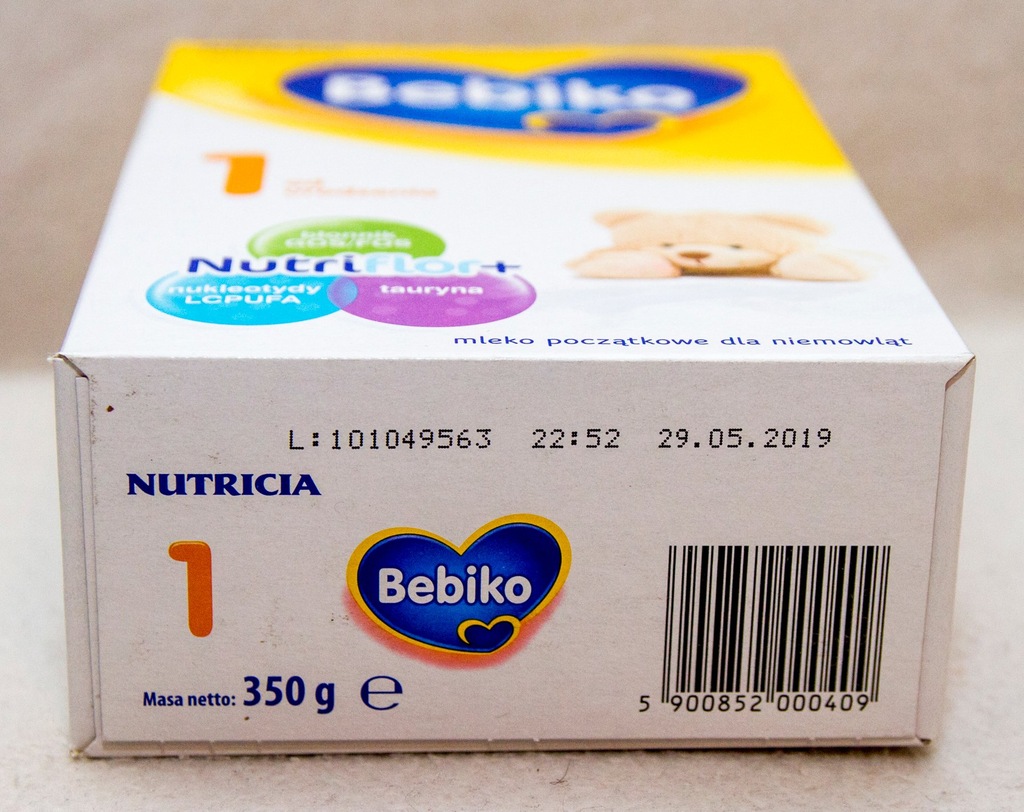 Bebiko
1
błonnik
GOS/FOS
Nutriflor+
nukleotydy
LCPUFA
tauryna
mleko początkowe dla niemowląt
L:101049563 22:52 29.05.2019
NUTRICIA
1
Bebiko
Masa netto: 350 g ℮
5 900852 000409